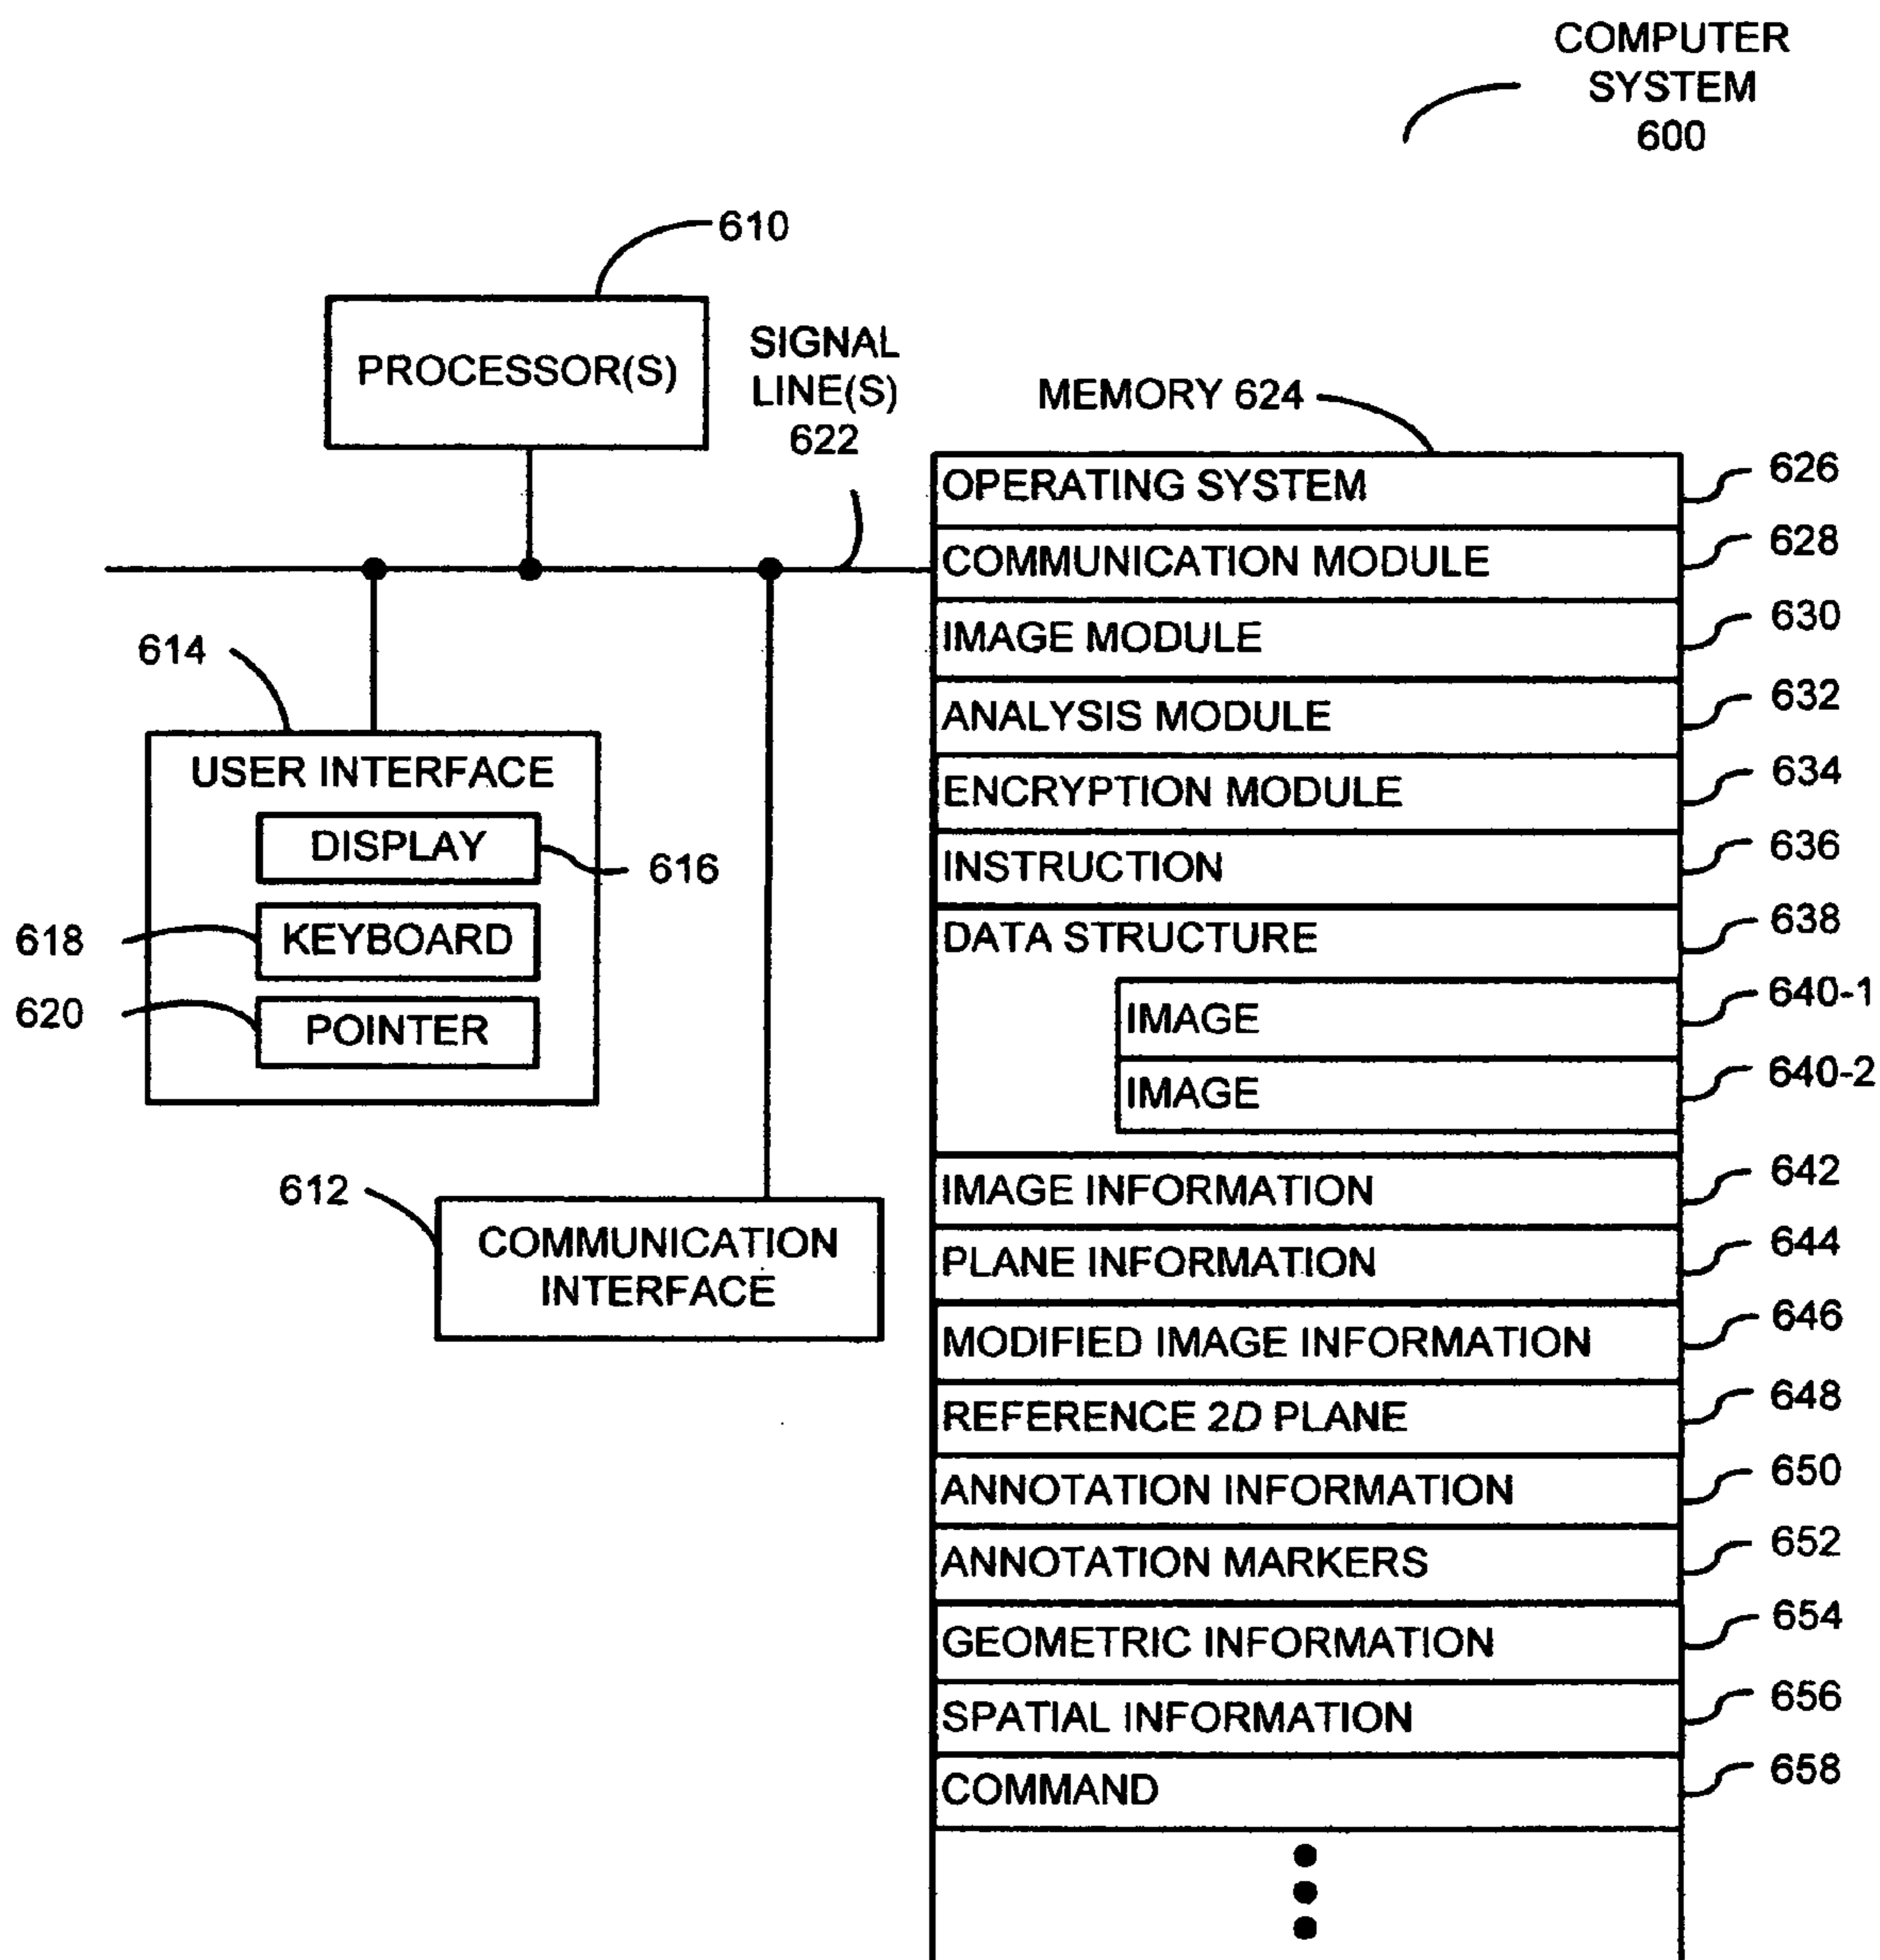 COMPUTER
SYSTEM
600
610
PROCESSOR(S)
SIGNAL
LINE(S)
622
MEMORY 624
OPERATING SYSTEM
626
COMMUNICATION MODULE
628
IMAGE MODULE
630
ANALYSIS MODULE
632
ENCRYPTION MODULE
634
INSTRUCTION
636
DATA STRUCTURE
638
IMAGE
640-1
IMAGE
640-2
IMAGE INFORMATION
642
PLANE INFORMATION
644
MODIFIED IMAGE INFORMATION
646
REFERENCE 2D PLANE
648
ANNOTATION INFORMATION
650
ANNOTATION MARKERS
652
GEOMETRIC INFORMATION
654
SPATIAL INFORMATION
656
COMMAND
658
614
USER INTERFACE
DISPLAY
616
618
KEYBOARD
620
POINTER
612
COMMUNICATION
INTERFACE